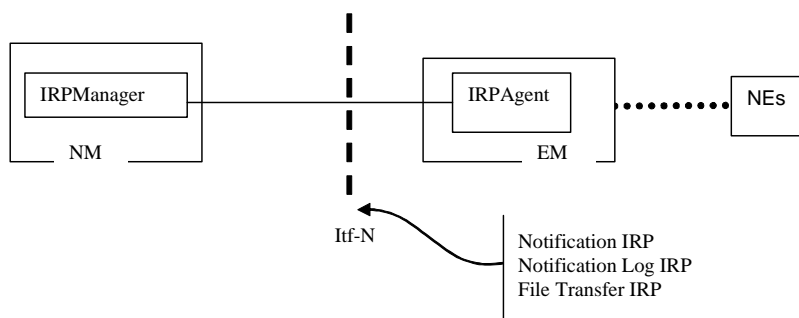 IRPManager
NM
IRPAgent
EM
NEs
Itf-N
Notification IRP
Notification Log IRP
File Transfer IRP